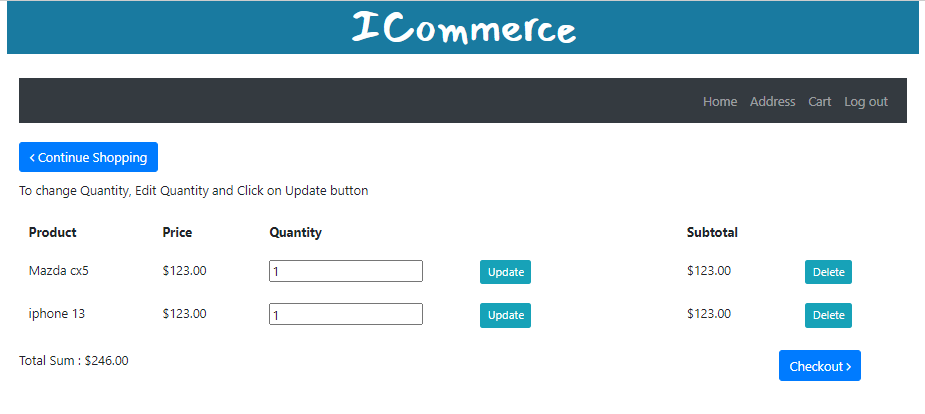 ICommerce
Home Address Cart Log out
‹ Continue Shopping
To change Quantity, Edit Quantity and Click on Update button
Product Price Quantity Subtotal
Mazda cx5 $123.00 1 Update $123.00 Delete
iphone 13 $123.00 1 Update $123.00 Delete
Total Sum : $246.00 Checkout ›